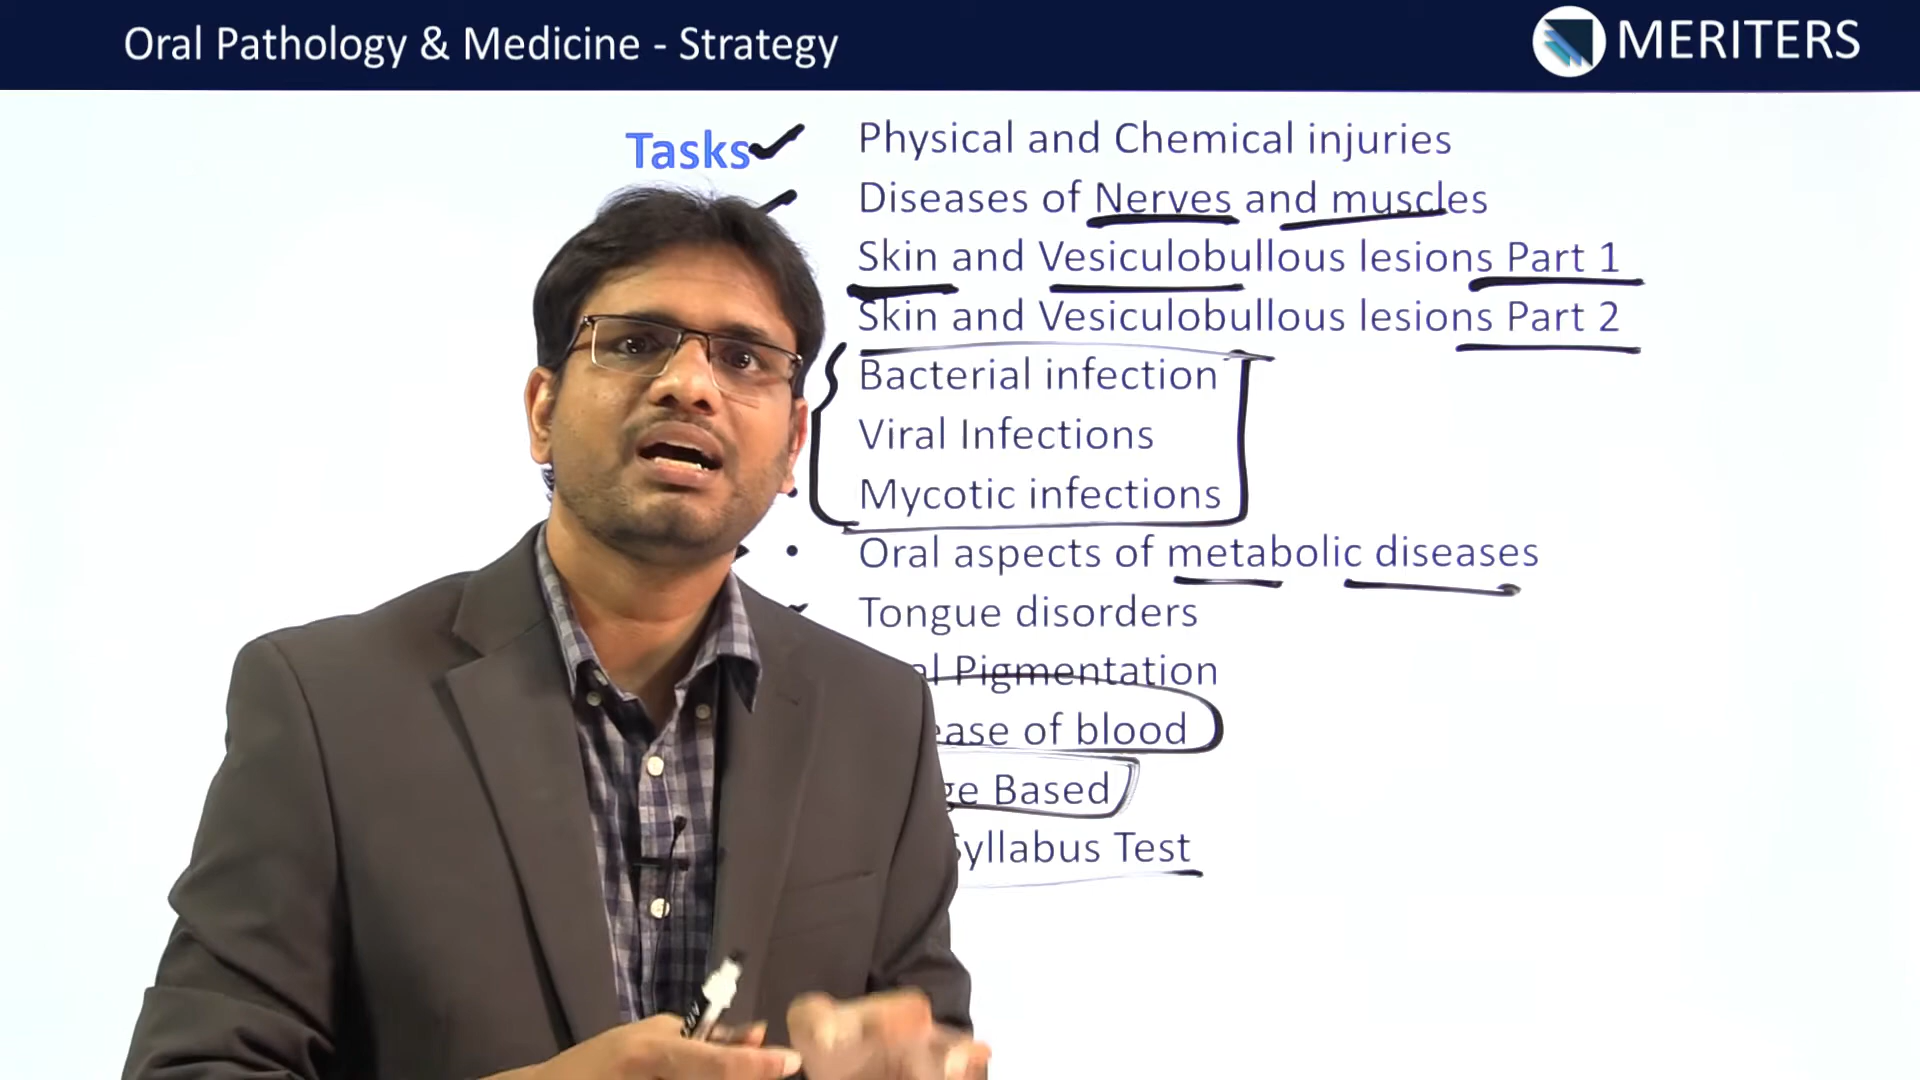 Oral Pathology & Medicine - Strategy
MERITERS
Tasks
Physical and Chemical injuries
Diseases of Nerves and muscles
Skin and Vesiculobullous lesions Part 1
Skin and Vesiculobullous lesions Part 2
Bacterial infection
Viral Infections
Mycotic infections
Oral aspects of metabolic diseases
Tongue disorders
Pigmentation
of blood
Based
Syllabus Test